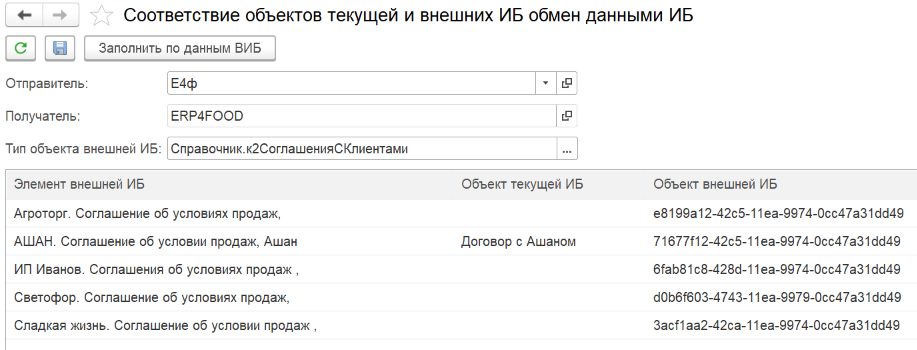 Соответствие объектов текущей и внешних ИБ обмен данными ИБ
Заполнить по данным ВИБ
Отправитель: Е4ф
Получатель: ERP4FOOD
Тип объекта внешней ИБ: Справочник.к2СоглашенияСКлиентами ...
Элемент внешней ИБ Объект текущей ИБ Объект внешней ИБ
Агроторг. Соглашение об условиях продаж, e8199a12-42c5-11ea-9974-0cc47a31dd49
АШАН. Соглашение об условии продаж, Ашан Договор с Ашаном 71677f12-42c5-11ea-9974-0cc47a31dd49
ИП Иванов. Соглашения об условиях продаж , 6fab81c8-428d-11ea-9974-0cc47a31dd49
Светофор. Соглашение об условиях продаж, d0b6f603-4743-11ea-9979-0cc47a31dd49
Сладкая жизнь. Соглашение об условии продаж , 3acf1aa2-42ca-11ea-9974-0cc47a31dd49